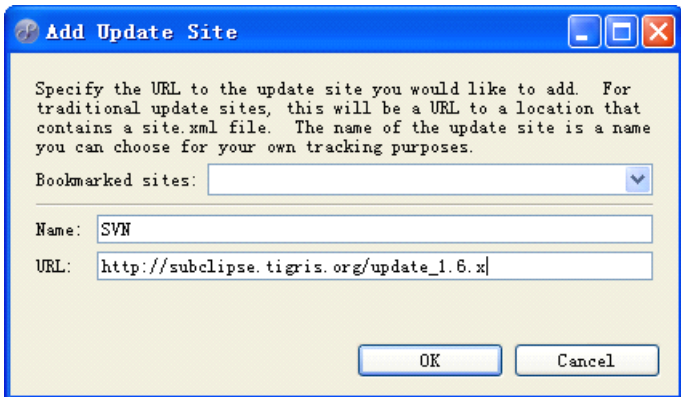 Add Update Site
Specify the URL to the update site you would like to add.  For
traditional update sites, this will be a URL to a location that
contains a site.xml file.  The name of the update site is a name
you can choose for your own tracking purposes.
Bookmarked sites:
Name: SVN
URL: http://subclipse.tigris.org/update_1.6.x
OK Cancel